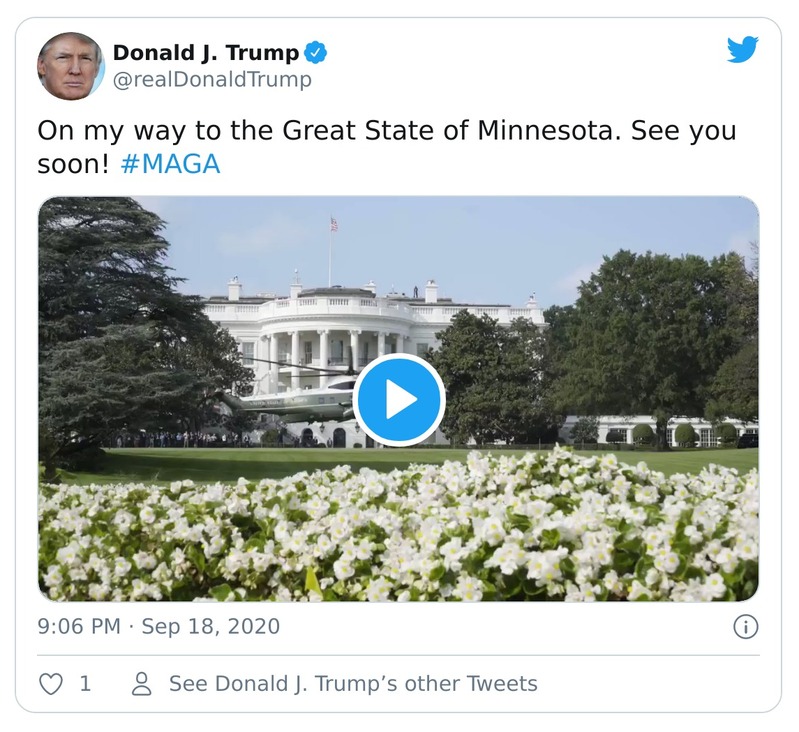 Donald J. Trump
@realDonaldTrump
On my way to the Great State of Minnesota. See you
soon! #MAGA
9:06 PM · Sep 18, 2020
1
See Donald J. Trump’s other Tweets